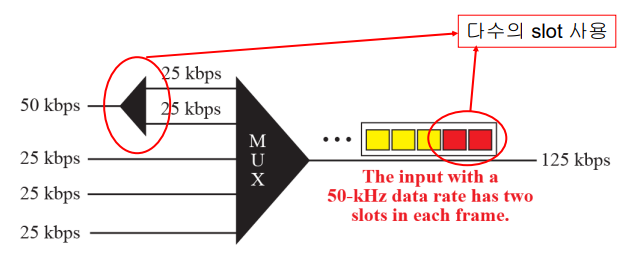 다수의 slot 사용
25 kbps
50 kbps
25 kbps
25 kbps
25 kbps
25 kbps
M
U
X
•••
125 kbps
The input with a
50-kHz data rate has two
slots in each frame.